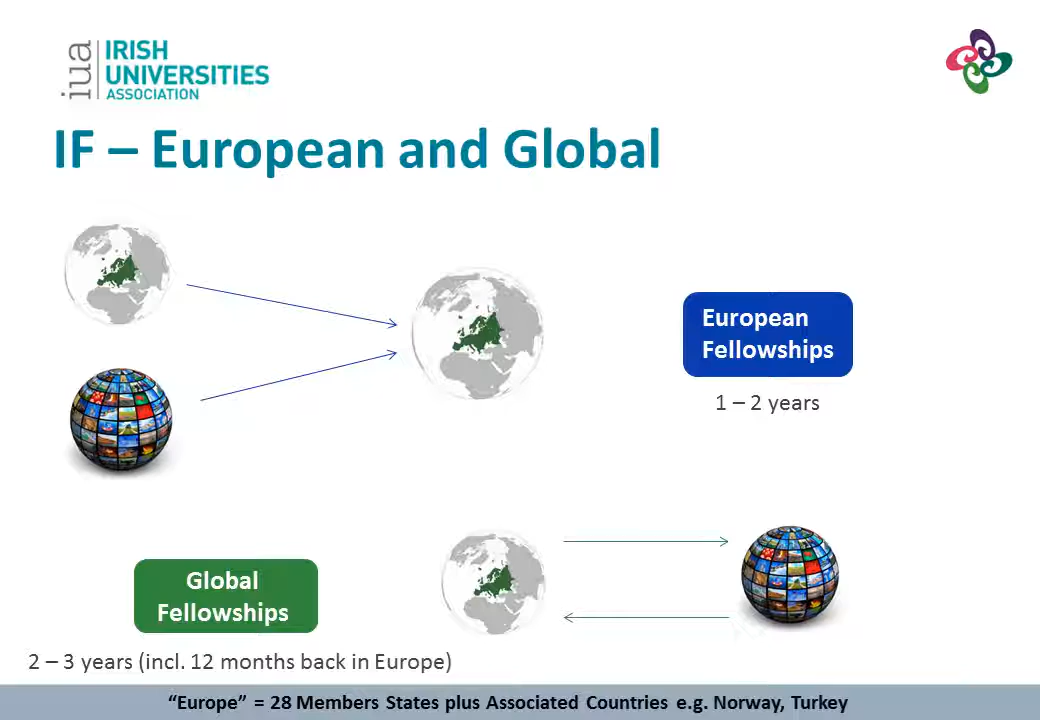 iua
IRISH
UNIVERSITIES
ASSOCIATION
IF – European and Global
European
Fellowships
1 – 2 years
Global
Fellowships
2 – 3 years (incl. 12 months back in Europe)
“Europe” = 28 Members States plus Associated Countries e.g. Norway, Turkey